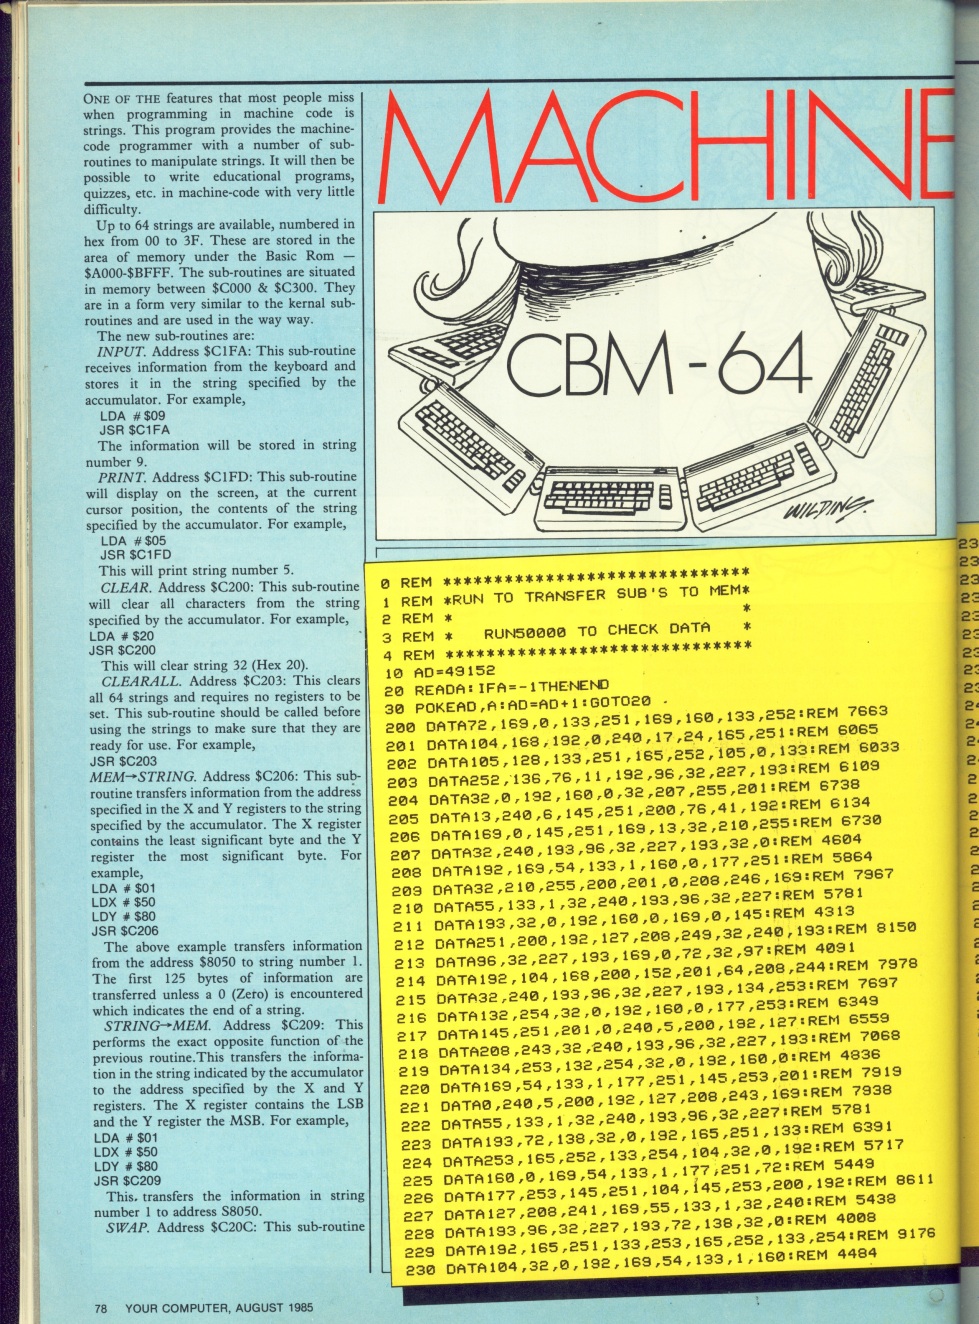 ONE OF THE features that most people miss
when programming in machine code is
strings. This program provides the machine-
code programmer with a number of sub-
routines to manipulate strings. It will then be
possible to write educational programs,
quizzes, etc. in machine-code with very little
difficulty.
Up to 64 strings are available, numbered in
hex from 00 to 3F. These are stored in the
area of memory under the Basic Rom —
$A000-$BFFF. The sub-routines are situated
in memory between $C000 & $C300. They
are in a form very similar to the kernal sub-
routines and are used in the way way.
The new sub-routines are:
INPUT. Address $C1FA: This sub-routine
receives information from the keyboard and
stores it in the string specified by the
accumulator. For example,
LDA # $09
JSR $C1FA
The information will be stored in string
number 9.
PRINT. Address $C1FD: This sub-routine
will display on the screen, at the current
cursor position, the contents of the string
specified by the accumulator. For example,
LDA # $05
JSR $C1FD
This will print string number 5.
CLEAR. Address $C200: This sub-routine
will clear all characters from the string
specified by the accumulator. For example,
LDA # $20
JSR $C200
This will clear string 32 (Hex 20).
CLEARALL. Address $C203: This clears
all 64 strings and requires no registers to be
set. This sub-routine should be called before
using the strings to make sure that they are
ready for use. For example,
JSR $C203
MEM→STRING. Address $C206: This sub-
routine transfers information from the address
specified in the X and Y registers to the string
specified by the accumulator. The X register
contains the least significant byte and the Y
register the most significant byte. For
example,
LDA # $01
LDX # $50
LDY # $80
JSR $C206
The above example transfers information
from the address $8050 to string number 1.
The first 125 bytes of information are
transferred unless a 0 (Zero) is encountered
which indicates the end of a string.
STRING→MEM. Address $C209: This
performs the exact opposite function of the
previous routine.This transfers the informa-
tion in the string indicated by the accumulator
to the address specified by the X and Y
registers. The X register contains the LSB
and the Y register the MSB. For example,
LDA # $01
LDX # $50
LDY # $80
JSR $C209
This. transfers the information in string
number 1 to address S8050.
SWAP. Address $C20C: This sub-routine
MACHINE
CBM-64
WILDING.
0 REM ******************************
1 REM *RUN TO TRANSFER SUB'S TO MEM*
2 REM *                            *
3 REM *   RUN50000 TO CHECK DATA   *
4 REM ******************************
10 AD=49152
20 READA:IFA=-1THENEND
30 POKEAD,A:AD=AD+1:GOTO20
200 DATA72,169,0,133,251,169,160,133,252:REM 7663
201 DATA104,168,192,0,240,17,24,165,251:REM 6065
202 DATA105,128,133,251,165,252,105,0,133:REM 6033
203 DATA252,136,76,11,192,96,32,227,193:REM 6109
204 DATA32,0,192,160,0,32,207,255,201:REM 6738
205 DATA13,240,6,145,251,200,76,41,192:REM 6134
206 DATA169,0,145,251,169,13,32,210,255:REM 6730
207 DATA32,240,193,96,32,227,193,32,0:REM 4604
208 DATA192,169,54,133,1,160,0,177,251:REM 5864
203 DATA32,210,255,200,201,0,208,246,169:REM 7967
210 DATA55,133,1,32,240,193,96,32,227:REM 5781
211 DATA193,32,0,192,160,0,169,0,145:REM 4313
212 DATA251,200,192,127,208,249,32,240,193:REM 8150
213 DATA96,32,227,193,169,0,72,32,97:REM 4091
214 DATA192,104,168,200,152,201,64,208,244:REM 7978
215 DATA32,240,193,96,32,227,193,134,253:REM 7697
216 DATA132,254,32,0,192,160,0,177,253:REM 6349
217 DATA145,251,201,0,240,5,200,192,127:REM 6559
218 DATA208,243,32,240,193,96,32,227,193:REM 7068
219 DATA134,253,132,254,32,0,192,160,0:REM 4836
220 DATA169,54,133,1,177,251,145,253,201:REM 7919
221 DATA0,240,5,200,192,127,208,243,169:REM 7938
222 DATA55,133,1,32,240,193,96,32,227:REM 5781
223 DATA193,72,138,32,0,192,165,251,133:REM 6391
224 DATA253,165,252,133,254,104,32,0,192:REM 5717
225 DATA160,0,169,54,133,1,177,251,72:REM 5449
226 DATA177,253,145,251,104,145,253,200,192:REM 8611
227 DATA127,208,241,169,55,133,1,32,240:REM 5438
228 DATA193,96,32,227,193,72,138,32,0:REM 4008
229 DATA192,165,251,133,253,165,252,133,254:REM 9176
230 DATA104,32,0,192,169,54,133,1,160:REM 4484
78 YOUR COMPUTER, AUGUST 1985